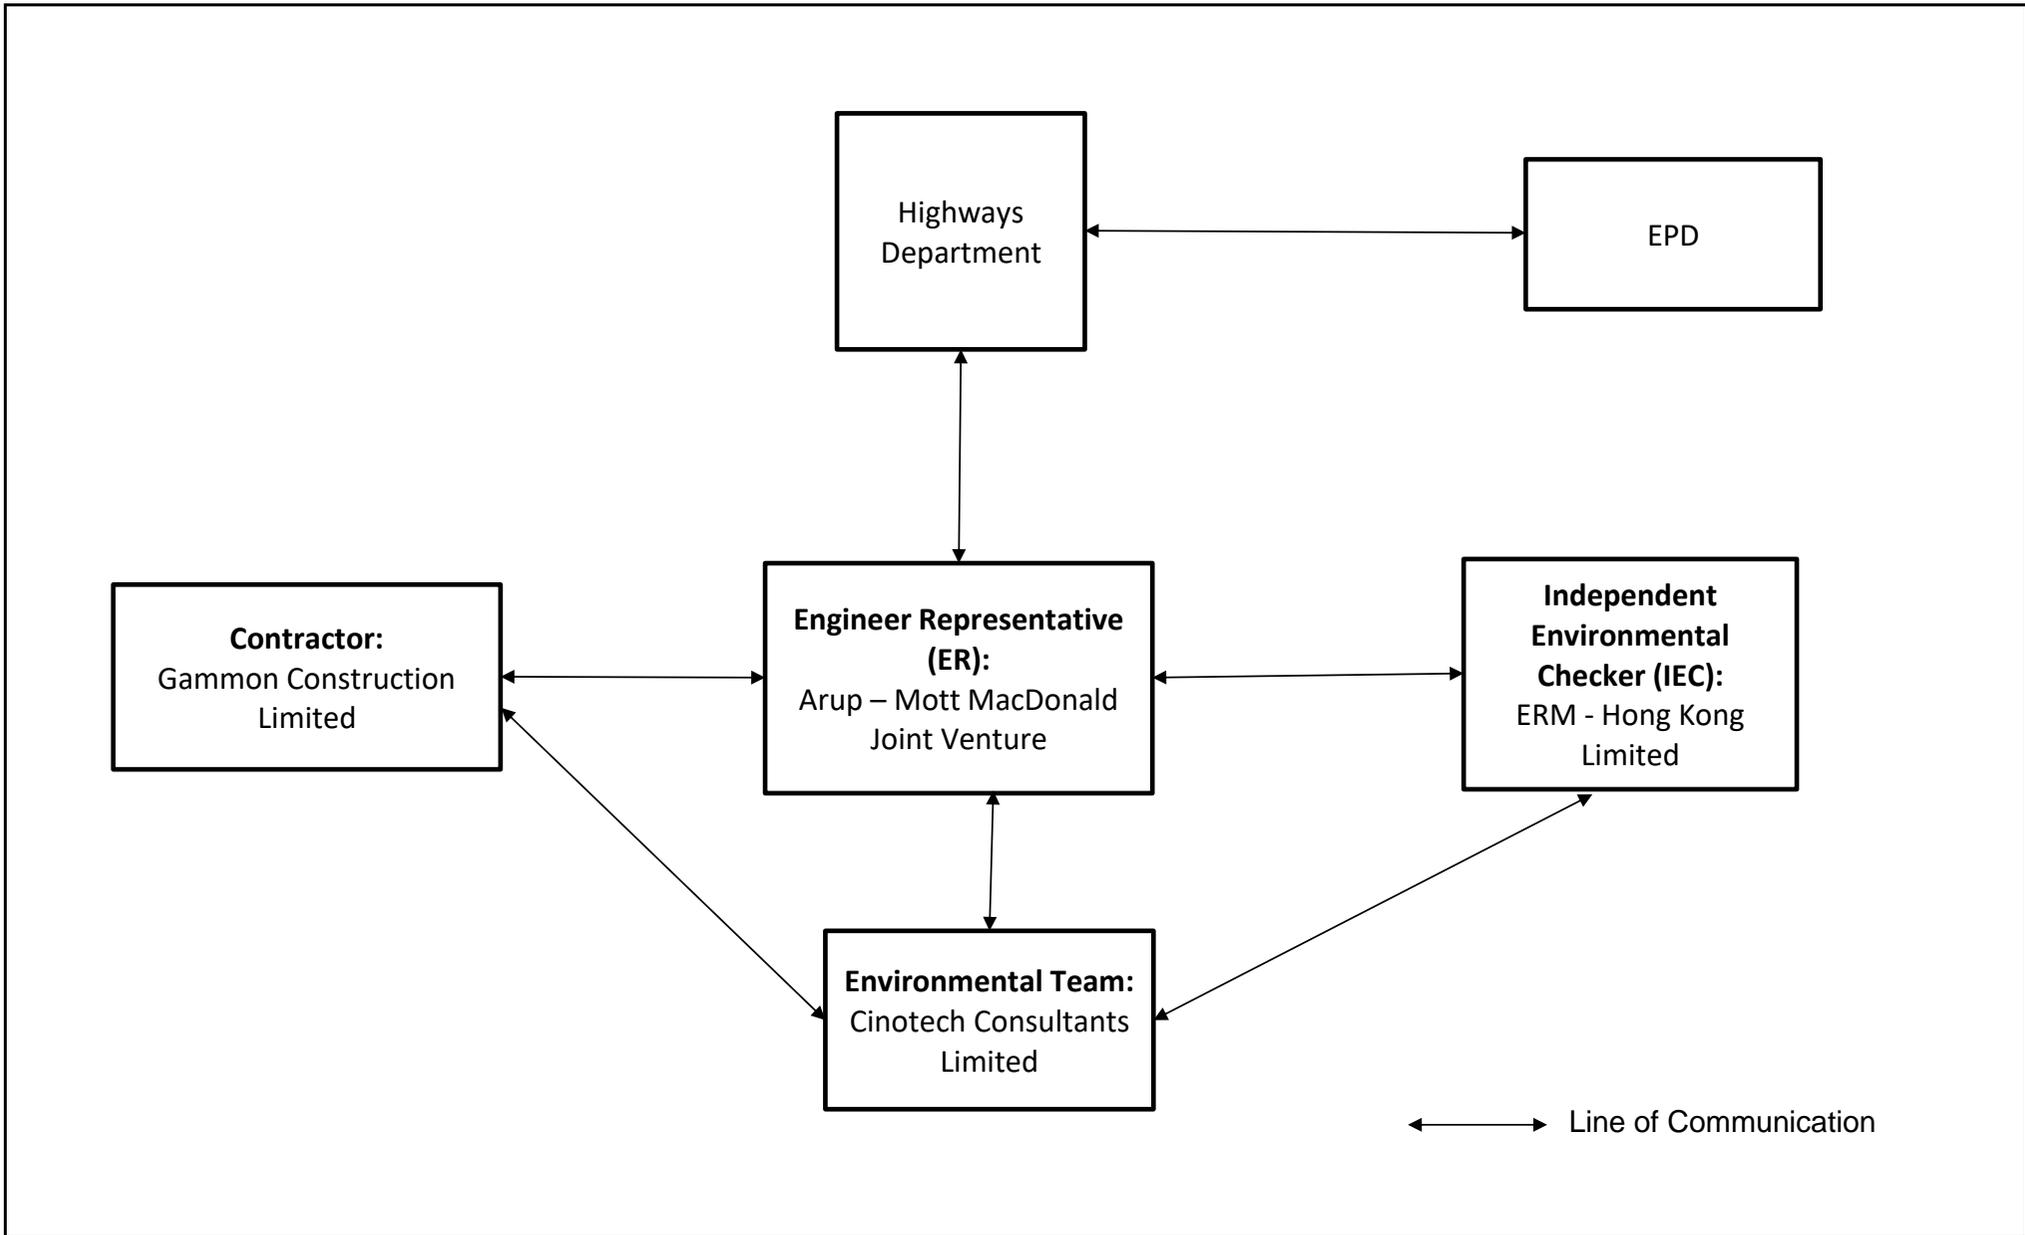 Highways
Department
EPD
Contractor:
Gammon Construction
Limited
Engineer Representative
(ER):
Arup – Mott MacDonald
Joint Venture
Independent
Environmental
Checker (IEC):
ERM - Hong Kong
Limited
Environmental Team:
Cinotech Consultants
Limited
Line of Communication